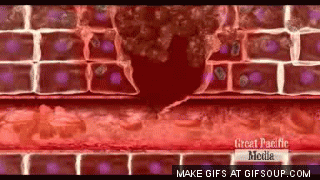 Great Pacific
Media
MAKE GIFS AT GIFSOUP.COM